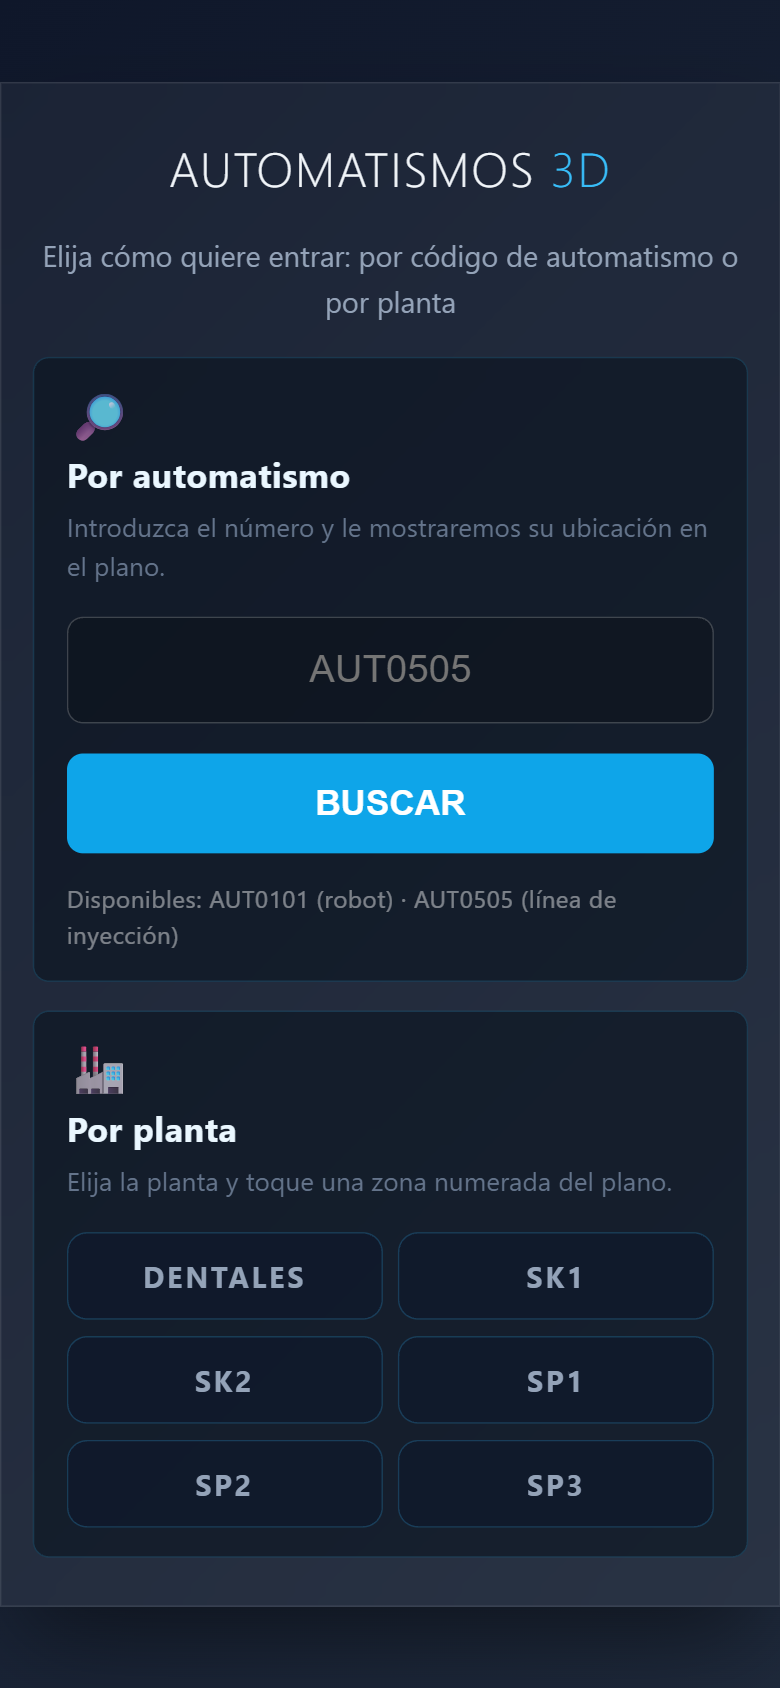 AUTOMATISMOS 3D
Elija cómo quiere entrar: por código de automatismo o
por planta
Por automatismo
Introduzca el número y le mostraremos su ubicación en
el plano.
AUT0505
BUSCAR
Disponibles: AUT0101 (robot) · AUT0505 (línea de
inyección)
Por planta
Elija la planta y toque una zona numerada del plano.
DENTALES
SK1
SK2
SP1
SP2
SP3